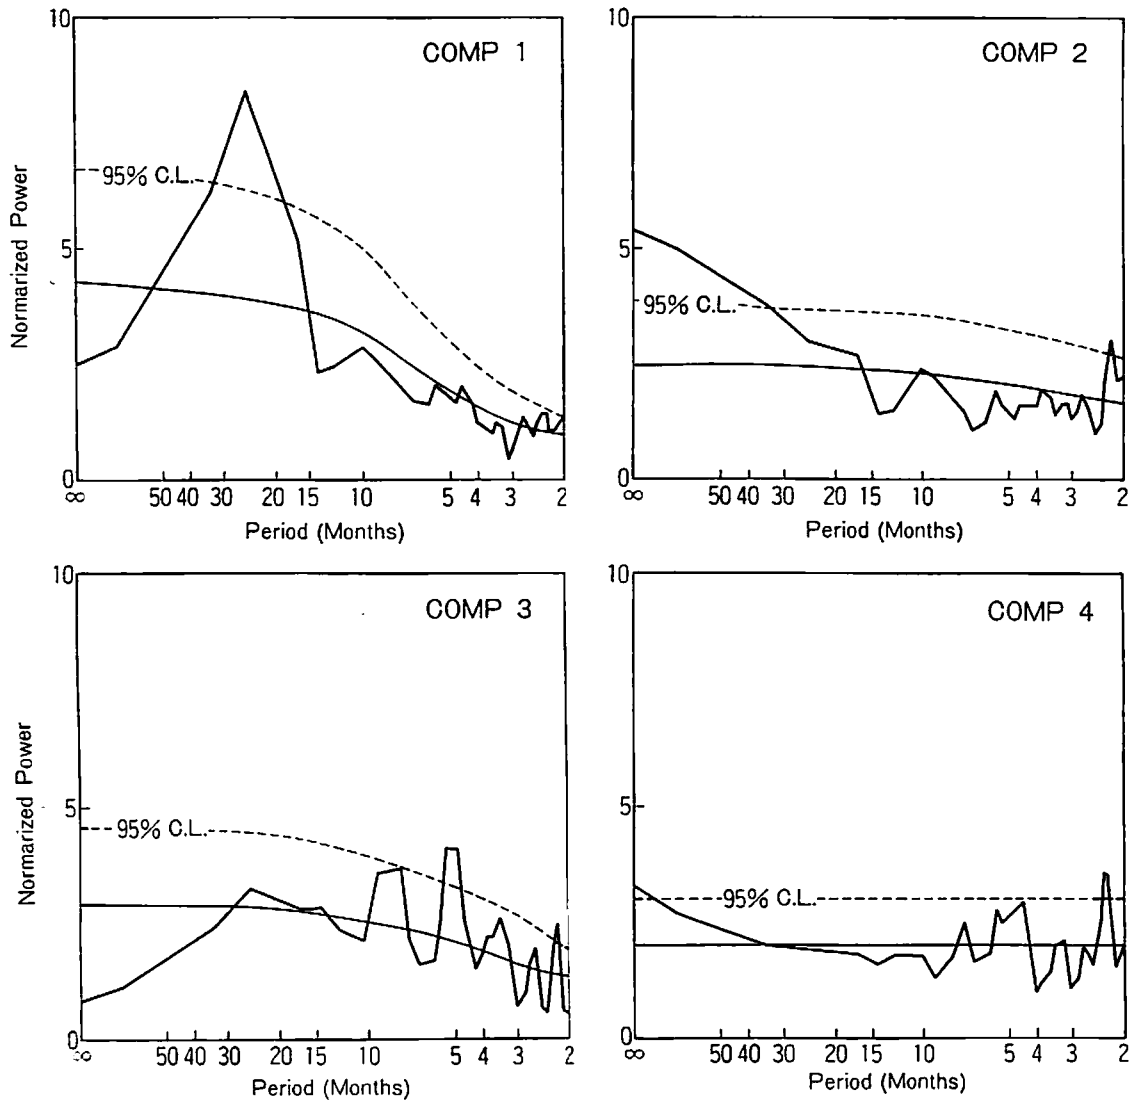 10
COMP 1
95% C.L.
5
0
∞ 50 40 30 20 15 10 5 4 3 2
Period (Months)
Normarized Power
10
COMP 2
5
95% C.L.
0
∞ 50 40 30 20 15 10 5 4 3 2
Period (Months)
10
COMP 3
5
95% C.L.
0
∞ 50 40 30 20 15 10 5 4 3 2
Period (Months)
Normarized Power
10
COMP 4
5
95% C.L.
0
∞ 50 40 30 20 15 10 5 4 3 2
Period (Months)